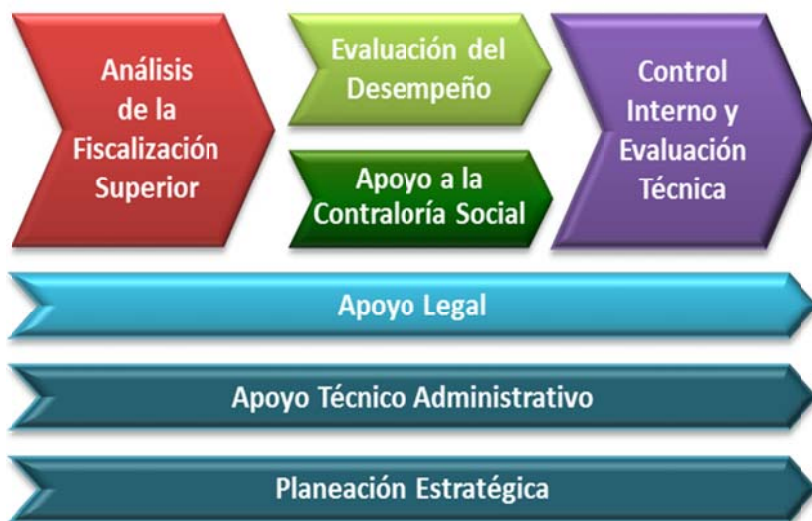 Análisis
de la
Fiscalización
Superior
Evaluación del
Desempeño
Apoyo a la
Contraloría Social
Control
Interno y
Evaluación
Técnica
Apoyo Legal
Apoyo Técnico Administrativo
Planeación Estratégica